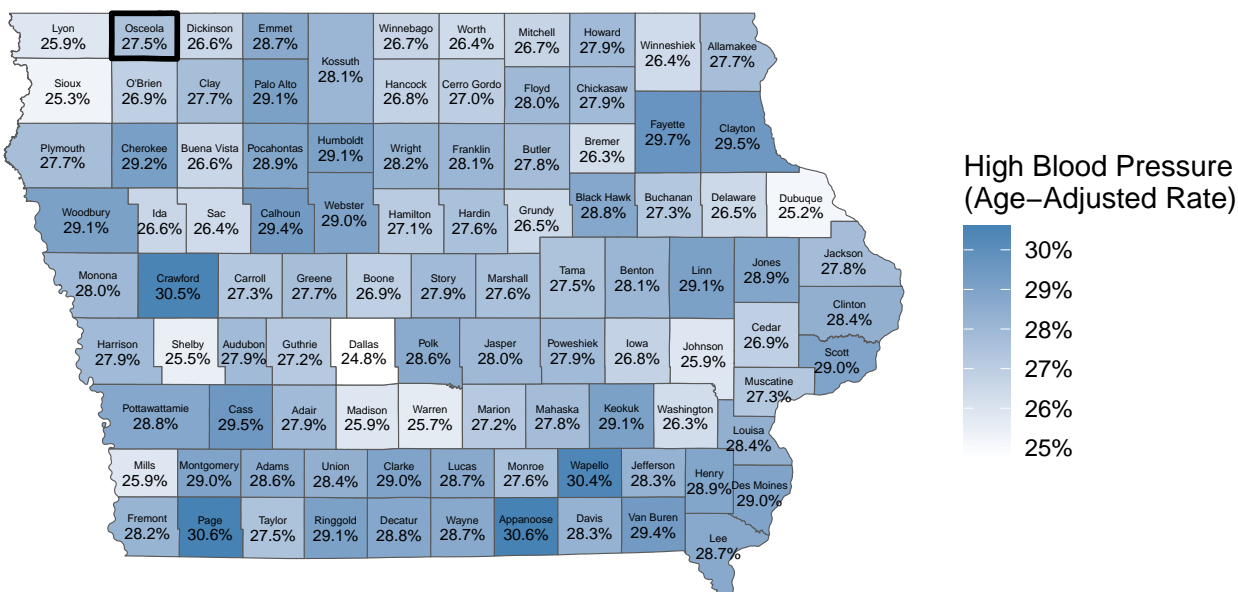 Lyon
25.9%
Osceola
27.5%
Dickinson
26.6%
Emmet
28.7%
Kossuth
28.1%
Winnebago
26.7%
Worth
26.4%
Mitchell
26.7%
Howard
27.9%
Winneshiek
26.4%
Allamakee
27.7%
Sioux
25.3%
O'Brien
26.9%
Clay
27.7%
Palo Alto
29.1%
Hancock
26.8%
Cerro Gordo
27.0%
Floyd
28.0%
Chickasaw
27.9%
Fayette
29.7%
Clayton
29.5%
Plymouth
27.7%
Cherokee
29.2%
Buena Vista
26.6%
Pocahontas
28.9%
Humboldt
29.1%
Wright
28.2%
Franklin
28.1%
Butler
27.8%
Bremer
26.3%
Woodbury
29.1%
Ida
26.6%
Sac
26.4%
Calhoun
29.4%
Webster
29.0%
Hamilton
27.1%
Hardin
27.6%
Grundy
26.5%
Black Hawk
28.8%
Buchanan
27.3%
Delaware
26.5%
Dubuque
25.2%
Monona
28.0%
Crawford
30.5%
Carroll
27.3%
Greene
27.7%
Boone
26.9%
Story
27.9%
Marshall
27.6%
Tama
27.5%
Benton
28.1%
Linn
29.1%
Jones
28.9%
Jackson
27.8%
Clinton
28.4%
Harrison
27.9%
Shelby
25.5%
Audubon
27.9%
Guthrie
27.2%
Dallas
24.8%
Polk
28.6%
Jasper
28.0%
Poweshiek
27.9%
Iowa
26.8%
Johnson
25.9%
Cedar
26.9%
Scott
29.0%
Muscatine
27.3%
Pottawattamie
28.8%
Cass
29.5%
Adair
27.9%
Madison
25.9%
Warren
25.7%
Marion
27.2%
Mahaska
27.8%
Keokuk
29.1%
Washington
26.3%
Louisa
28.4%
Mills
25.9%
Montgomery
29.0%
Adams
28.6%
Union
28.4%
Clarke
29.0%
Lucas
28.7%
Monroe
27.6%
Wapello
30.4%
Jefferson
28.3%
Henry
28.9%
Des Moines
29.0%
Fremont
28.2%
Page
30.6%
Taylor
27.5%
Ringgold
29.1%
Decatur
28.8%
Wayne
28.7%
Appanoose
30.6%
Davis
28.3%
Van Buren
29.4%
Lee
28.7%
High Blood Pressure
(Age−Adjusted Rate)
30%
29%
28%
27%
26%
25%